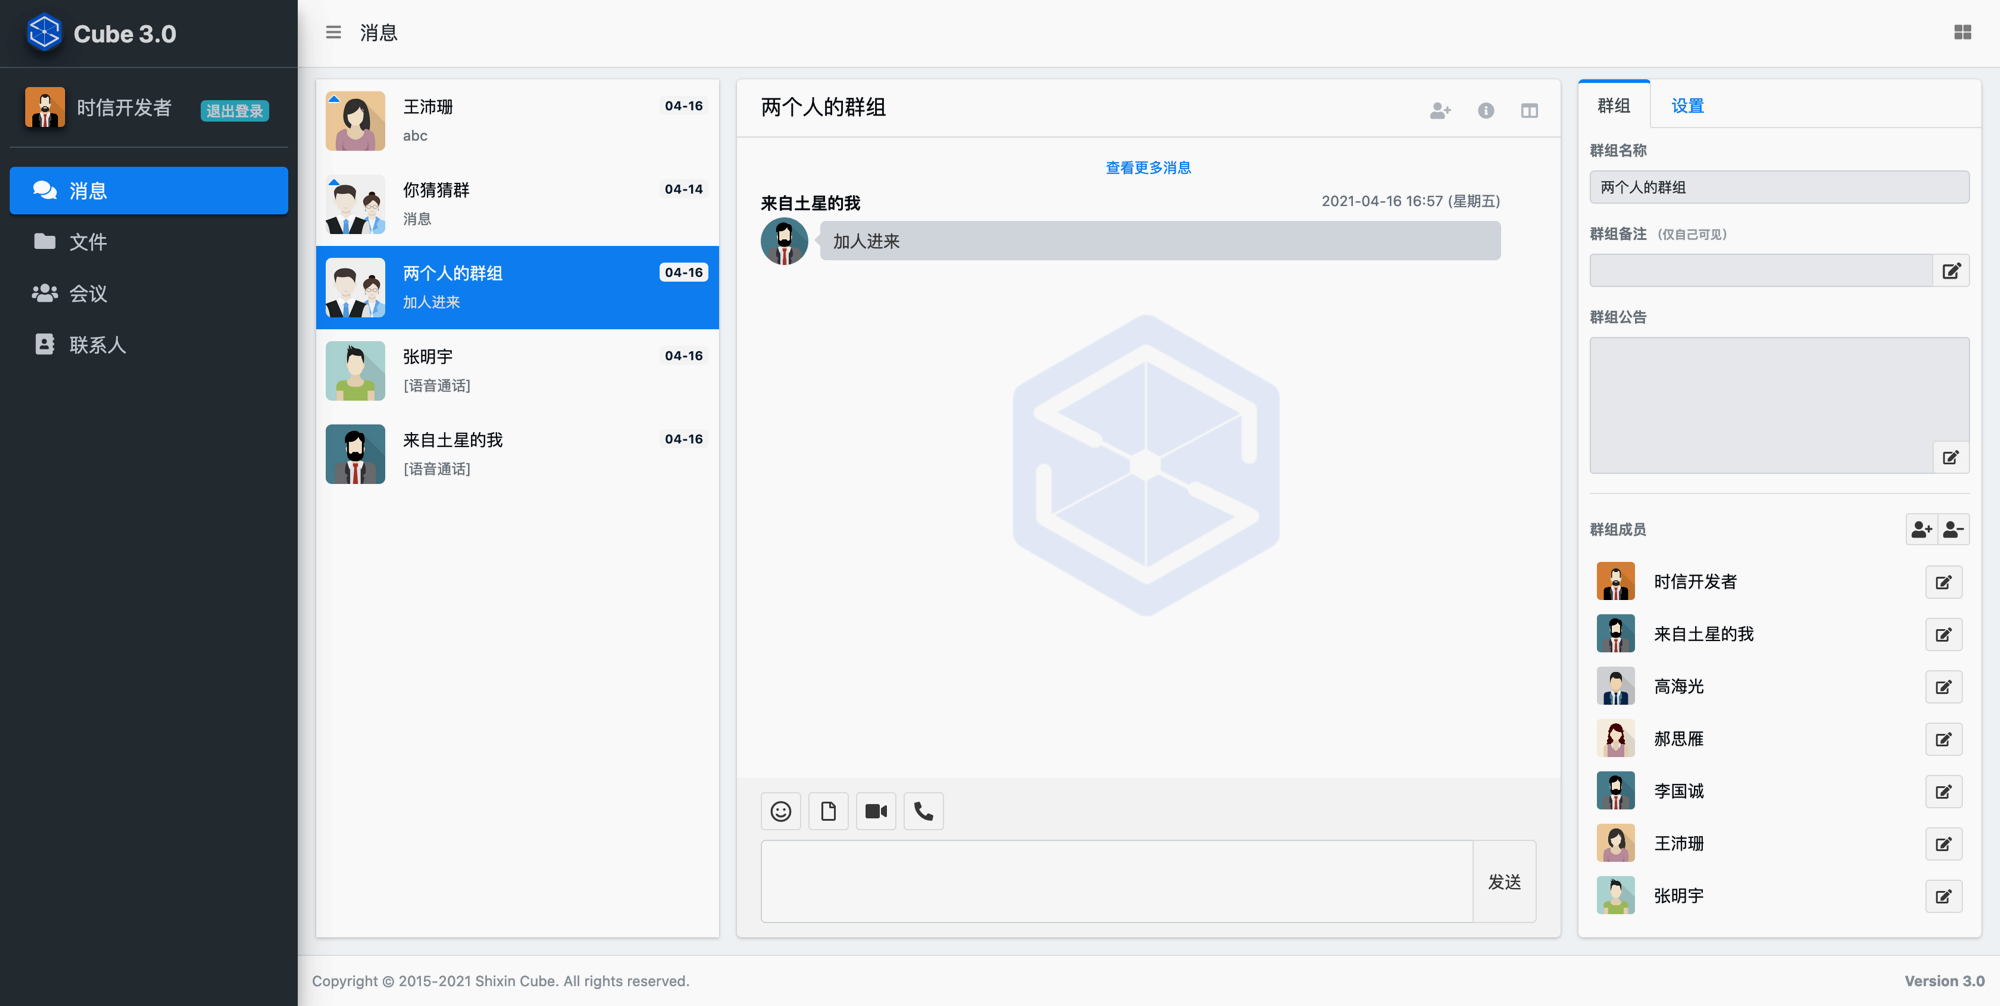 Cube 3.0
时信开发者
退出登录
消息
文件
会议
联系人
消息
王沛珊
04-16
abc
你猜猜群
04-14
消息
两个人的群组
04-16
加人进来
张明宇
04-16
[语音通话]
来自土星的我
04-16
[语音通话]
两个人的群组
查看更多消息
来自土星的我
2021-04-16 16:57 (星期五)
加人进来
发送
群组
设置
群组名称
两个人的群组
群组备注 (仅自己可见)
群组公告
群组成员
时信开发者
来自土星的我
高海光
郝思雁
李国诚
王沛珊
张明宇
Copyright © 2015-2021 Shixin Cube. All rights reserved.
Version 3.0